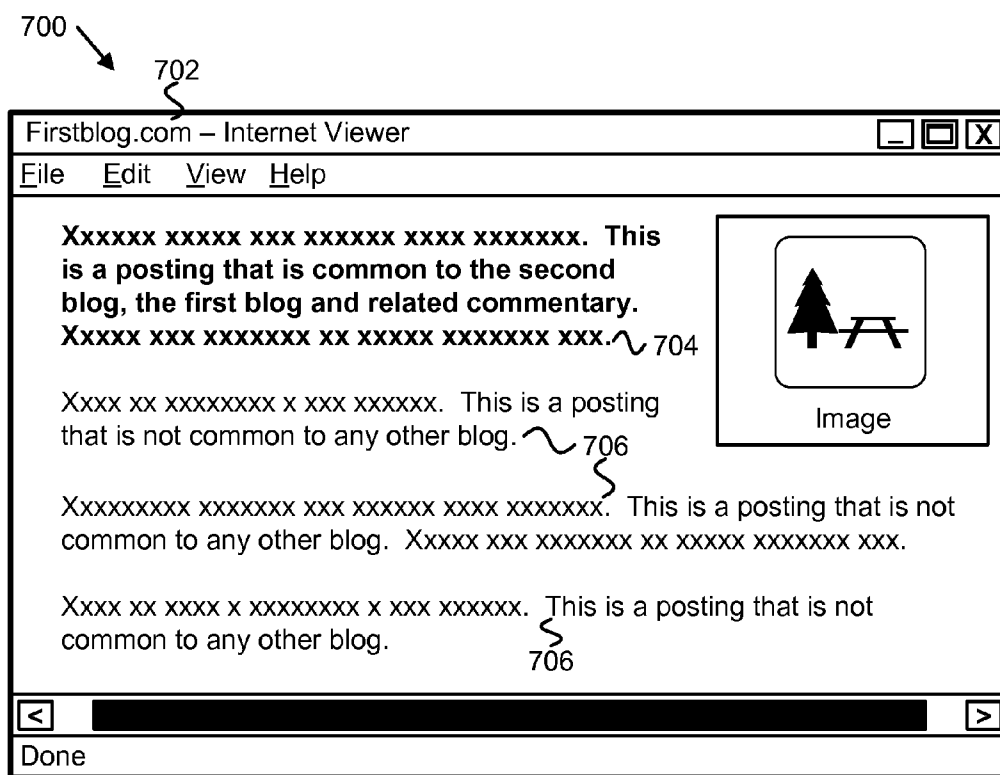 700
702
Firstblog.com – Internet Viewer
_ X
File Edit View Help
Xxxxxx xxxxx xxx xxxxxx xxxx xxxxxxx. This
is a posting that is common to the second
blog, the first blog and related commentary.
Xxxxx xxx xxxxxxx xx xxxxx xxxxxxx xxx.
704
Image
Xxxx xx xxxxxxxx x xxx xxxxxx. This is a posting
that is not common to any other blog.
706
Xxxxxxxxx xxxxxxx xxx xxxxxx xxxx xxxxxxx. This is a posting that is not
common to any other blog. Xxxxx xxx xxxxxxx xx xxxxx xxxxxxx xxx.
Xxxx xx xxxx x xxxxxxxx x xxx xxxxxx. This is a posting that is not
common to any other blog.
706
< >
Done